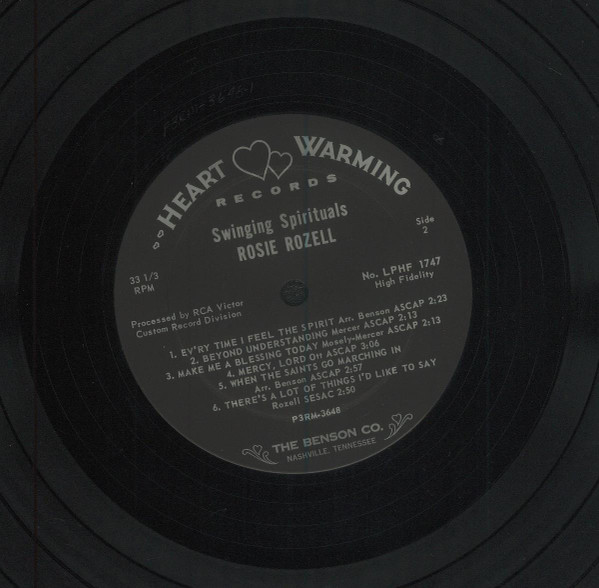 HEART WARMING
RECORDS
Swinging Spirituals
ROSIE ROZELL
Side
2
33 1/3
RPM
No. LPHF 1747
High Fidelity
Processed by RCA Victor
Custom Record Division
1. EV'RY TIME I FEEL THE SPIRIT Arr. Benson ASCAP 2:23
2. BEYOND UNDERSTANDING Mercer ASCAP 2:13
3. MAKE ME A BLESSING TODAY Mosely-Mercer ASCAP 2:13
4. MERCY, LORD Ott ASCAP 3:06
5. WHEN THE SAINTS GO MARCHING IN
Arr. Benson ASCAP 2:57
6. THERE'S A LOT OF THINGS I'D LIKE TO SAY
Rozell SESAC 2:50
P3RM-3648
THE BENSON CO.
NASHVILLE, TENNESSEE